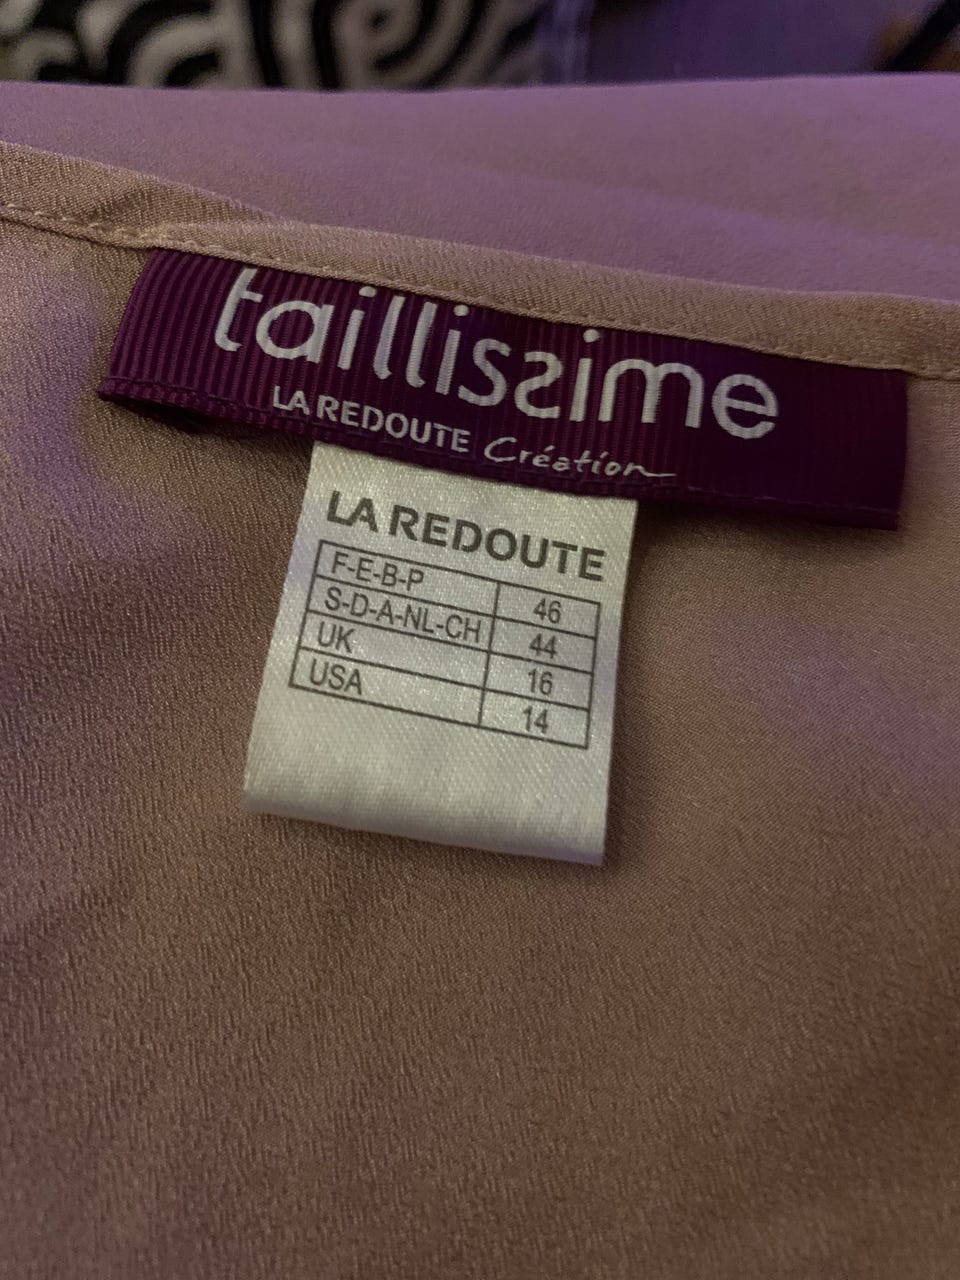 taillissime
LA REDOUTE Création
LA REDOUTE
F-E-B-P 46
S-D-A-NL-CH 44
UK 16
USA 14